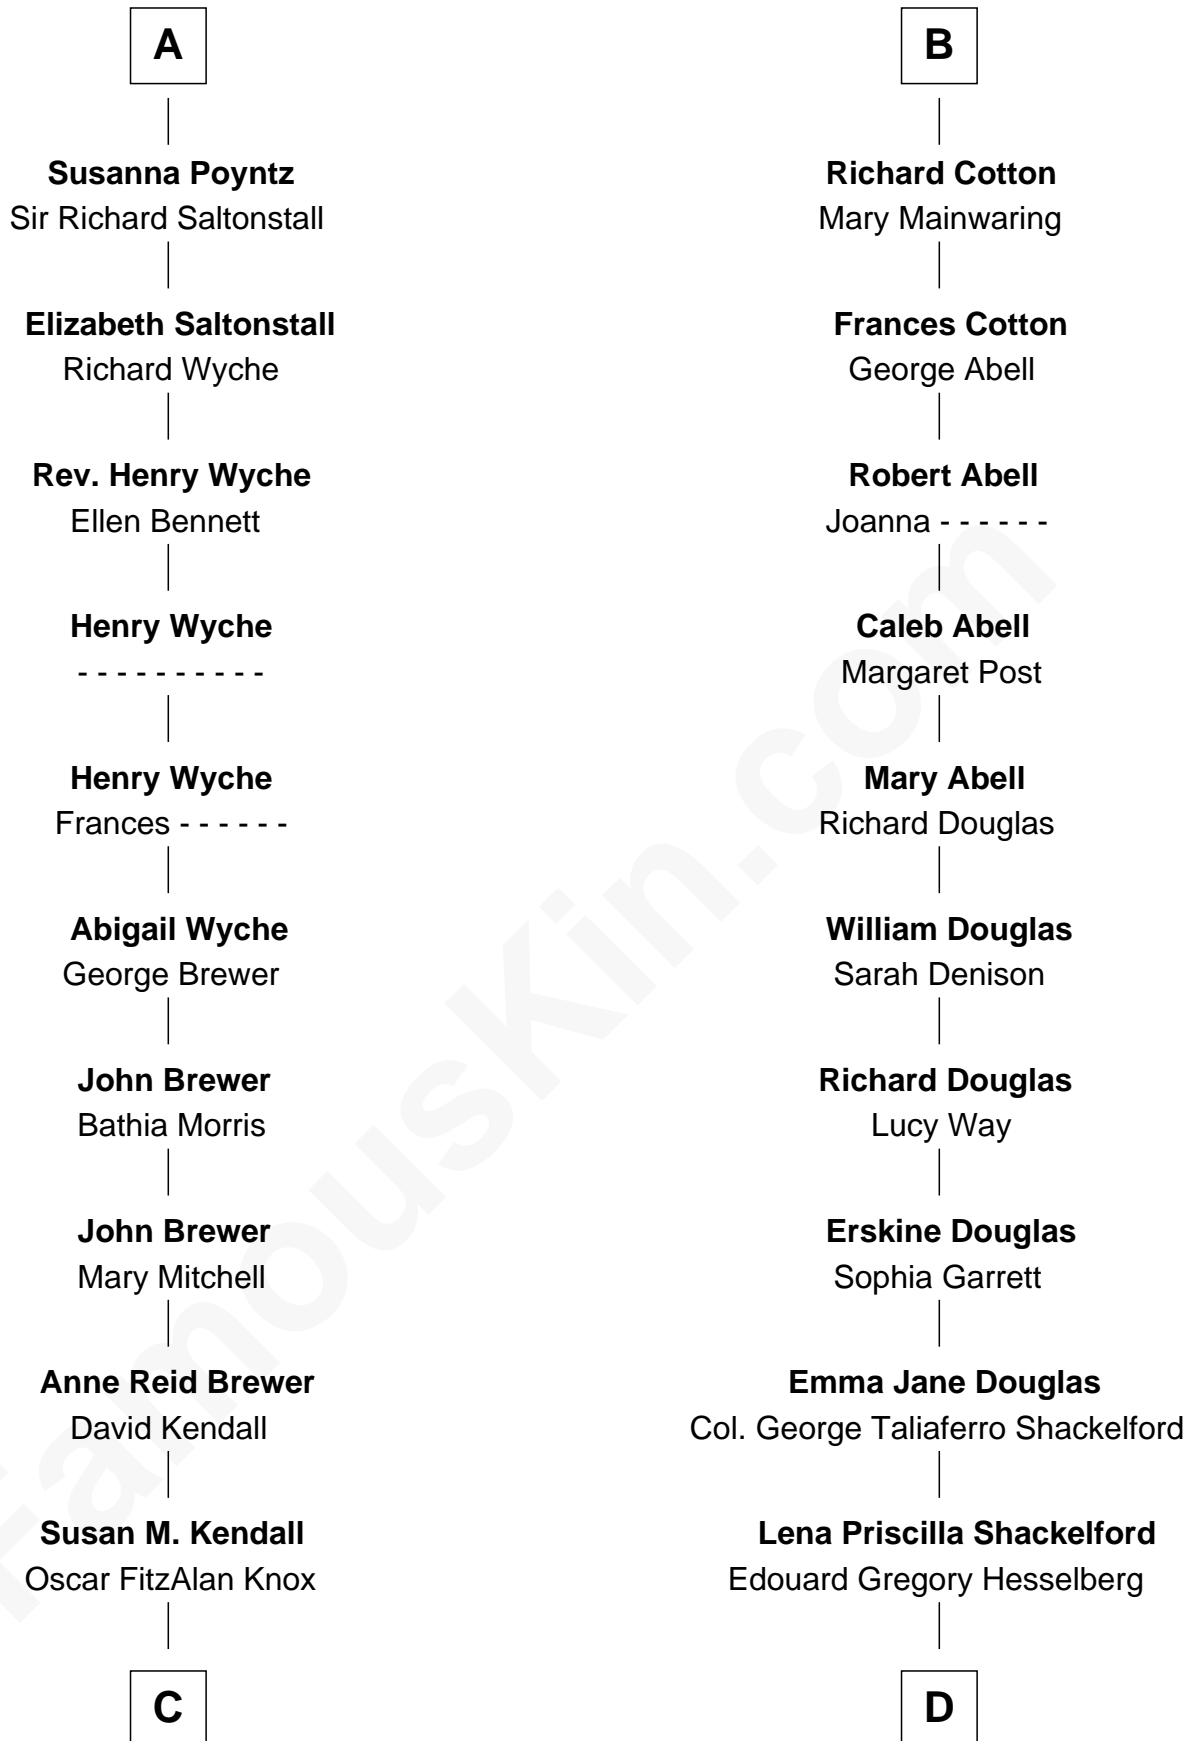 A
Susanna Poyntz
Sir Richard Saltonstall
Elizabeth Saltonstall
Richard Wyche
Rev. Henry Wyche
Ellen Bennett
Henry Wyche
- - - - - - - - - -
Henry Wyche
Frances - - - - - -
Abigail Wyche
George Brewer
John Brewer
Bathia Morris
John Brewer
Mary Mitchell
Anne Reid Brewer
David Kendall
Susan M. Kendall
Oscar FitzAlan Knox
C
B
Richard Cotton
Mary Mainwaring
Frances Cotton
George Abell
Robert Abell
Joanna - - - - - -
Caleb Abell
Margaret Post
Mary Abell
Richard Douglas
William Douglas
Sarah Denison
Richard Douglas
Lucy Way
Erskine Douglas
Sophia Garrett
Emma Jane Douglas
Col. George Taliaferro Shackelford
Lena Priscilla Shackelford
Edouard Gregory Hesselberg
D
FamousKin.com